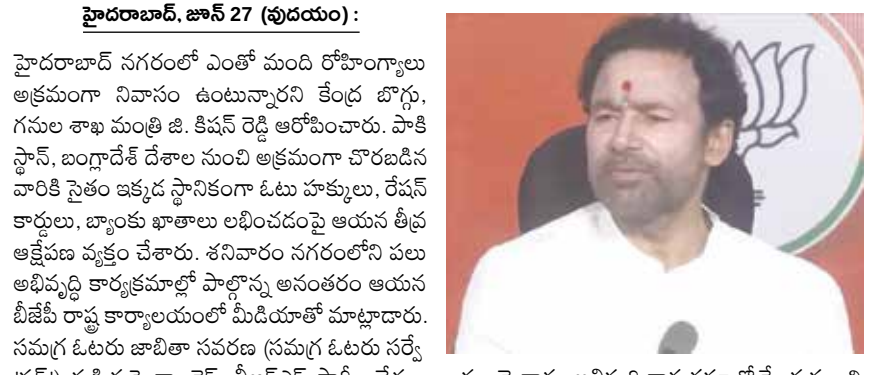 హైదరాబాద్, జూన్ 27 (వుదయం) :
హైదరాబాద్ నగరంలో ఎంతో మంది రోహింగ్యాలు
అక్రమంగా నివాసం ఉంటున్నారని కేంద్ర బొగ్గు,
గనుల శాఖ మంత్రి జి. కిషన్ రెడ్డి ఆరోపించారు. పాకి
స్థాన్, బంగ్లాదేశ్ దేశాల నుంచి అక్రమంగా చొరబడిన
వారికి సైతం ఇక్కడ స్థానికంగా ఓటు హక్కులు, రేషన్
కార్డులు, బ్యాంకు ఖాతాలు లభించడంపై ఆయన తీవ్ర
ఆక్షేపణ వ్యక్తం చేశారు. శనివారం నగరంలోని పలు
అభివృద్ధి కార్యక్రమాల్లో పాల్గొన్న అనంతరం ఆయన
బీజేపీ రాష్ట్ర కార్యాలయంలో మీడియాతో మాట్లాడారు.
సమగ్ర ఓటరు జాబితా సవరణ (సమగ్ర ఓటరు సర్వే